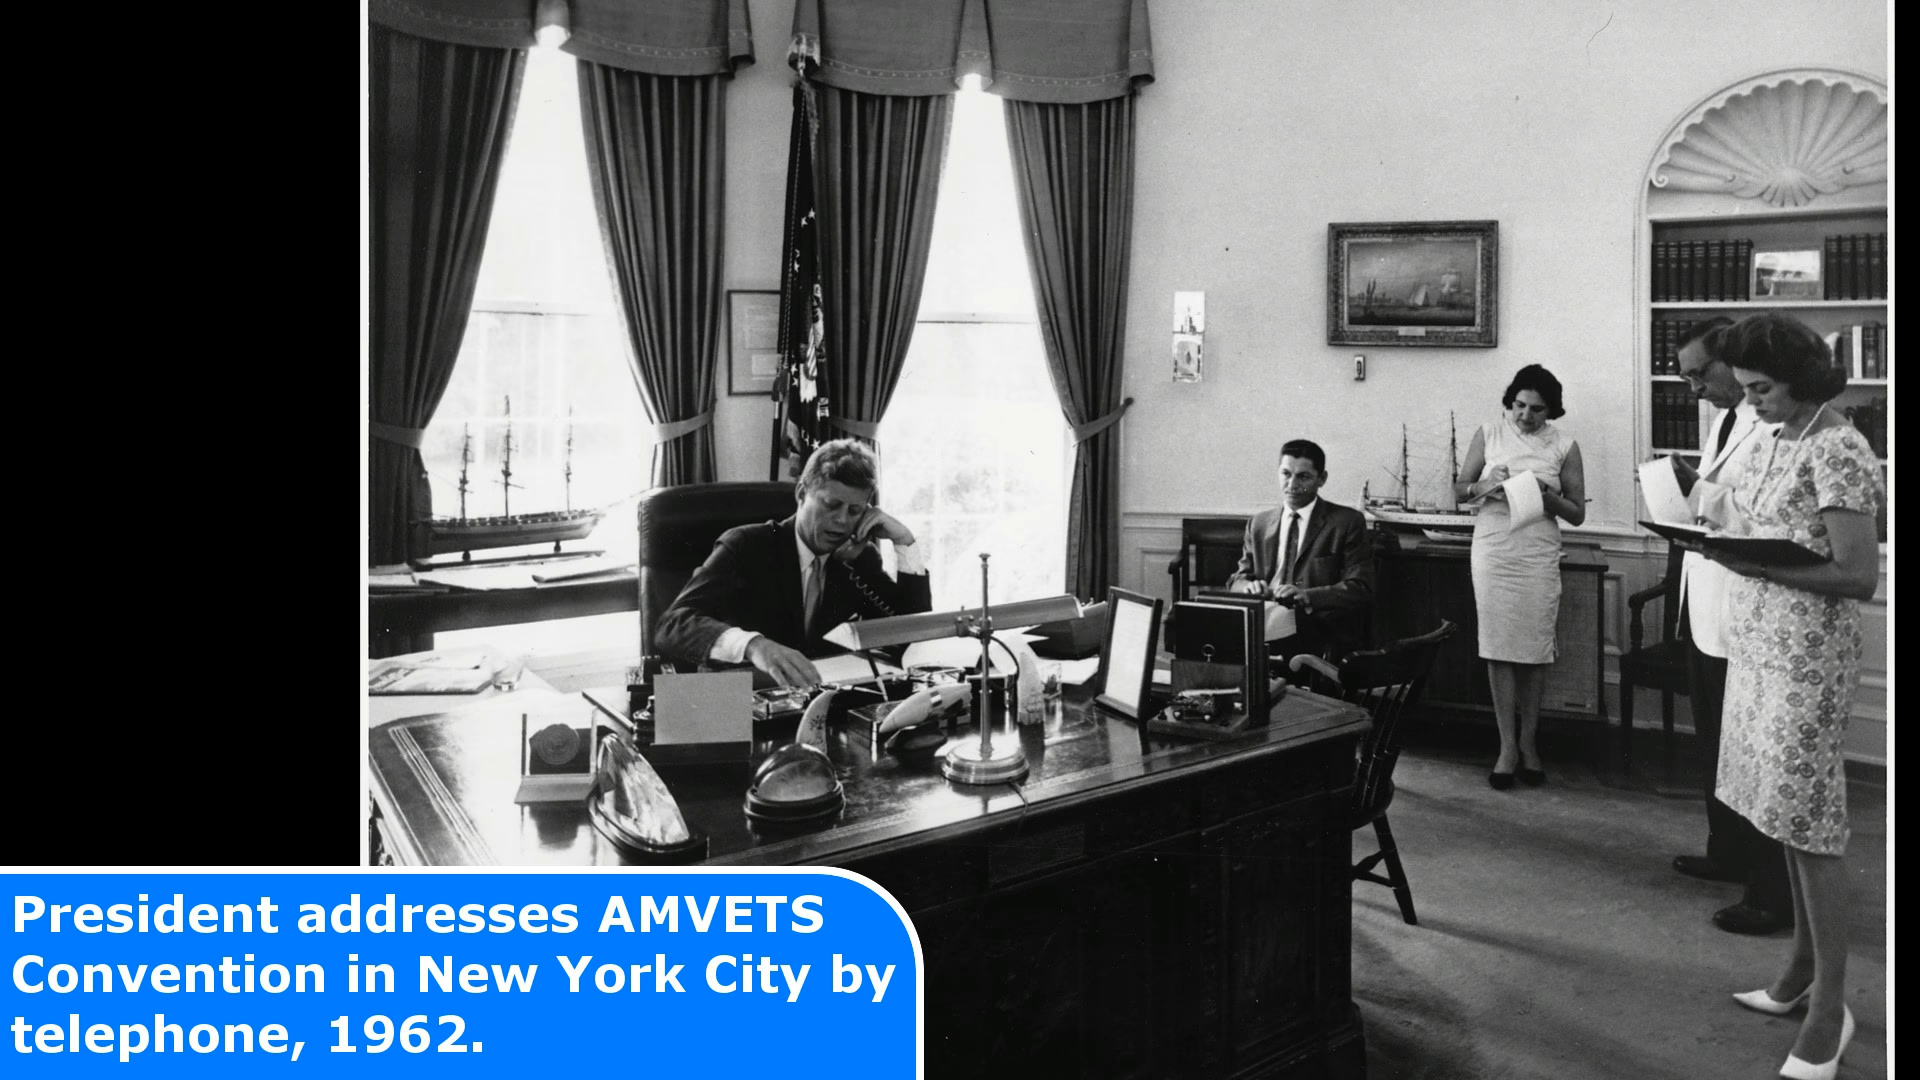 President addresses AMVETS
Convention in New York City by
telephone, 1962.